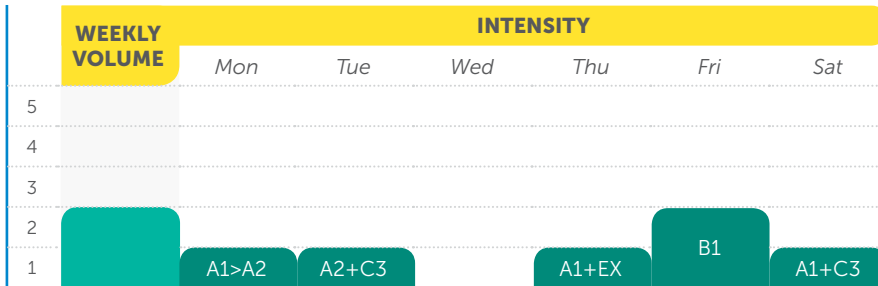 WEEKLY
VOLUME
INTENSITY
Mon Tue Wed Thu Fri Sat
5
4
3
2
B1
1 A1>A2 A2+C3 A1+EX A1+C3